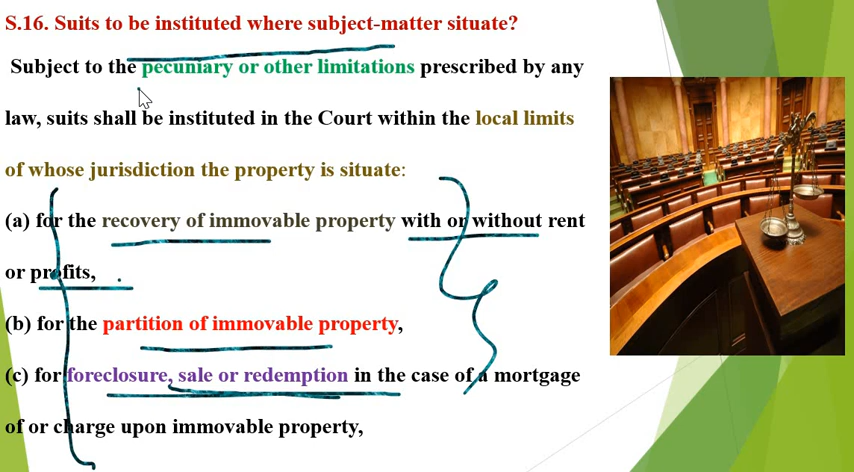 S.16. Suits to be instituted where subject-matter situate?
Subject to the pecuniary or other limitations prescribed by any
law, suits shall be instituted in the Court within the local limits
of whose jurisdiction the property is situate:
(a) for the recovery of immovable property with or without rent
or profits,
(b) for the partition of immovable property,
(c) for foreclosure, sale or redemption in the case of a mortgage
of or charge upon immovable property,